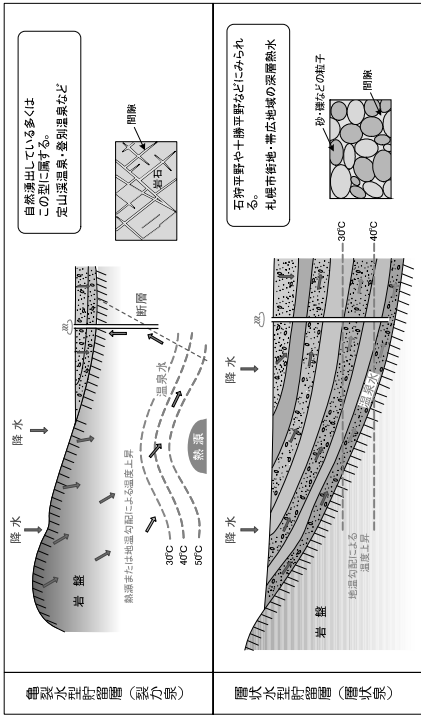 亀裂水型貯留層（裂か泉）
降水
降水
岩盤
熱源または地温勾配による温度上昇
30℃
40℃
50℃
熱源
温泉水
断層
自然湧出している多くは
この型に属する。
定山渓温泉・登別温泉など
間隙
岩石
層状水型貯留層（層状泉）
降水
降水
岩盤
地温勾配による
温度上昇
温泉水
30℃
40℃
石狩平野や十勝平野などにみられ
る。
札幌市街地・帯広地域の深層熱水
砂・礫などの粒子
間隙